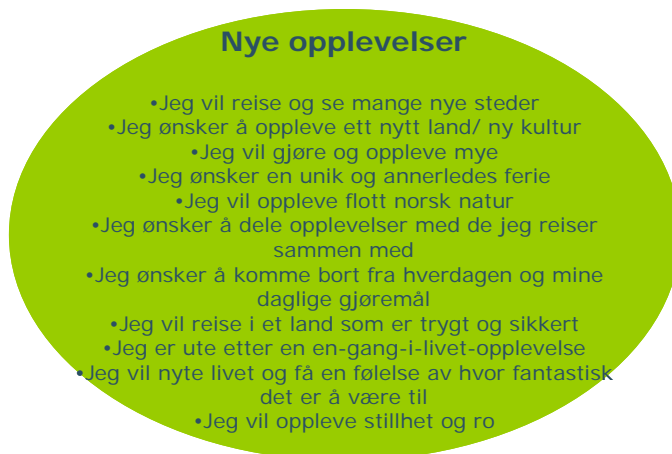 Nye opplevelser
•Jeg vil reise og se mange nye steder
•Jeg ønsker å oppleve ett nytt land/ ny kultur
•Jeg vil gjøre og oppleve mye
•Jeg ønsker en unik og annerledes ferie
•Jeg vil oppleve flott norsk natur
•Jeg ønsker å dele opplevelser med de jeg reiser
sammen med
•Jeg ønsker å komme bort fra hverdagen og mine
daglige gjøremål
•Jeg vil reise i et land som er trygt og sikkert
•Jeg er ute etter en en-gang-i-livet-opplevelse
•Jeg vil nyte livet og få en følelse av hvor fantastisk
det er å være til
•Jeg vil oppleve stillhet og ro